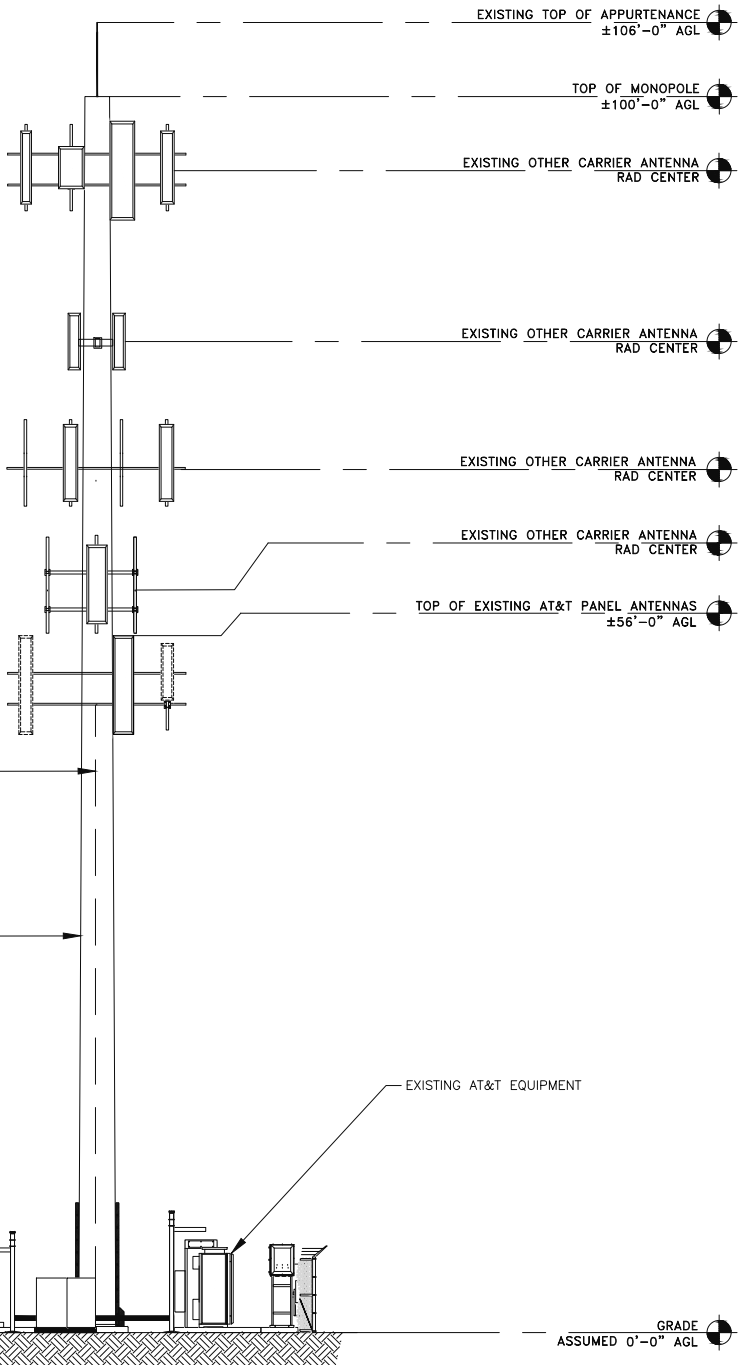 EXISTING TOP OF APPURTENANCE
±106'-0" AGL
TOP OF MONOPOLE
±100'-0" AGL
EXISTING OTHER CARRIER ANTENNA
RAD CENTER
EXISTING OTHER CARRIER ANTENNA
RAD CENTER
EXISTING OTHER CARRIER ANTENNA
RAD CENTER
EXISTING OTHER CARRIER ANTENNA
RAD CENTER
TOP OF EXISTING AT&T PANEL ANTENNAS
±56'-0" AGL
EXISTING AT&T EQUIPMENT
GRADE
ASSUMED 0'-0" AGL